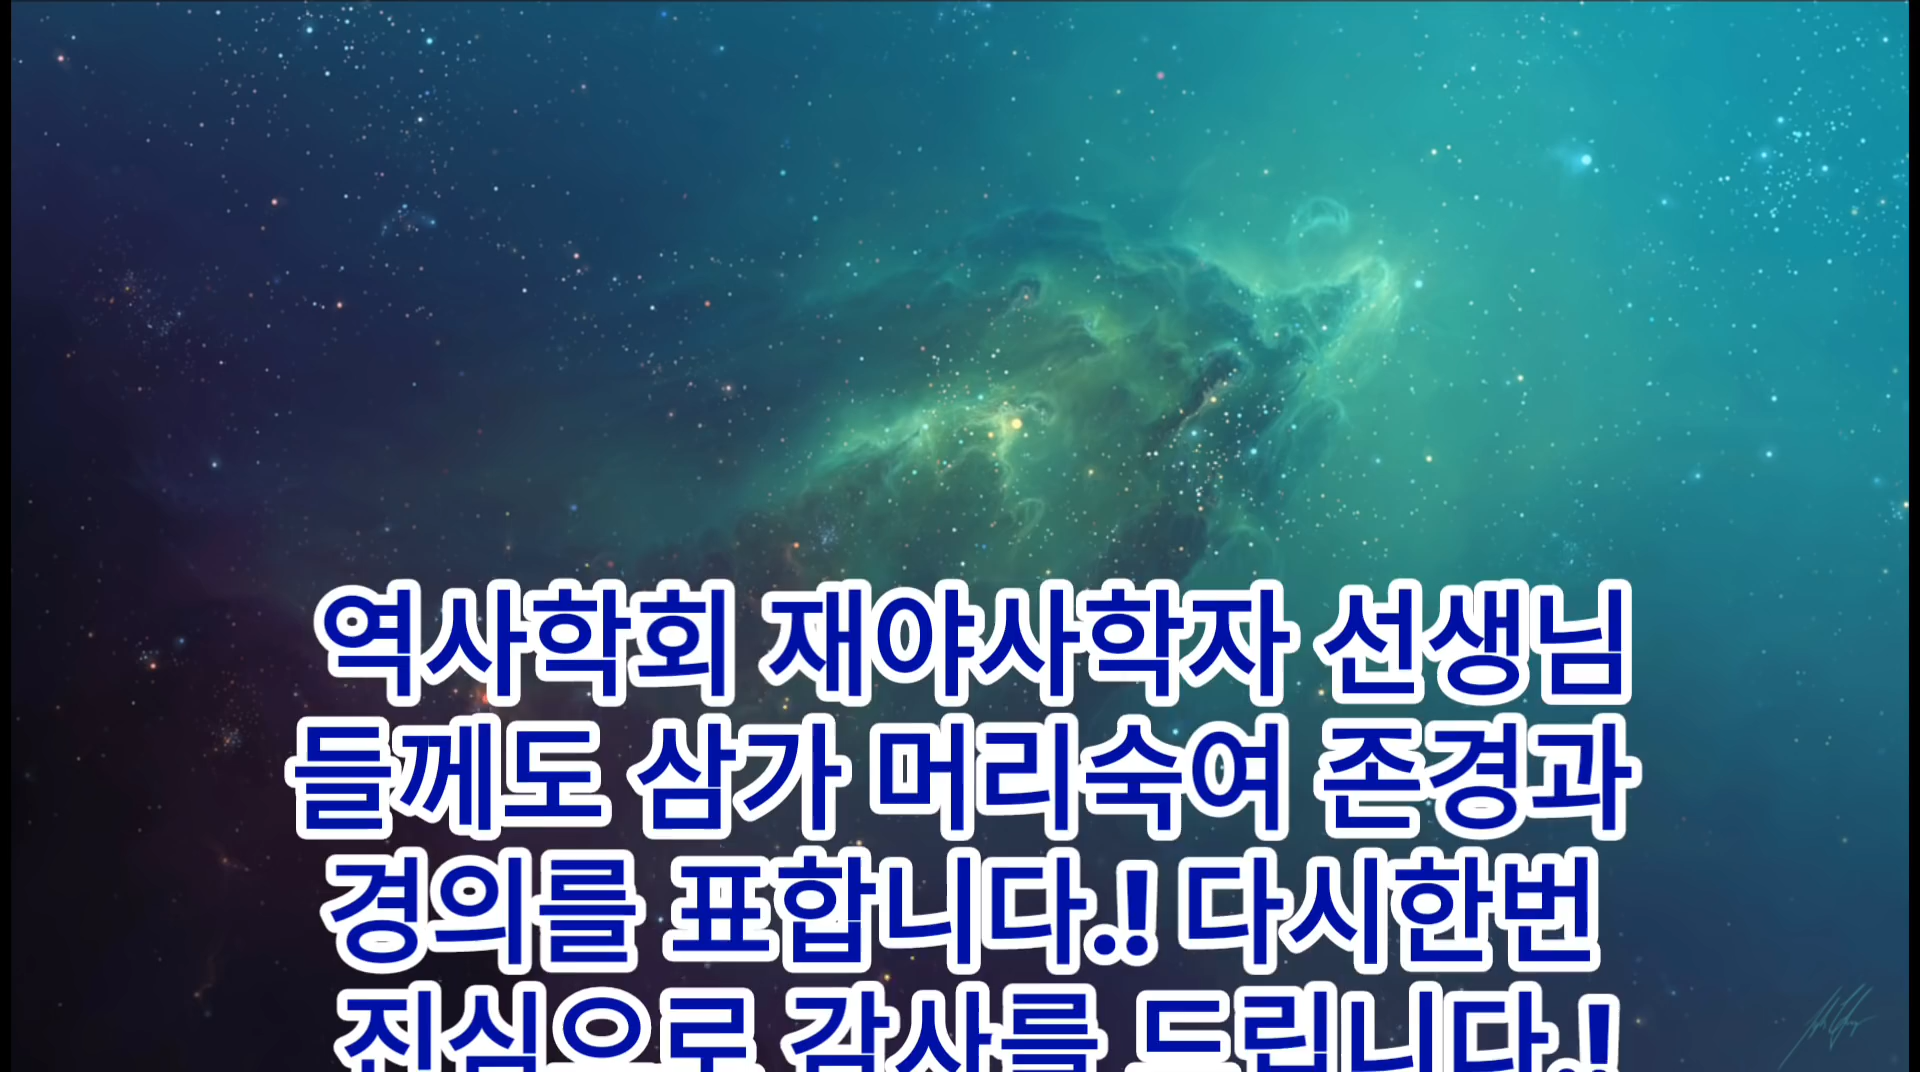 역사학회 재야사학자 선생님
들께도 삼가 머리숙여 존경과
경의를 표합니다.! 다시한번
진심으로 감사를 드립니다.!